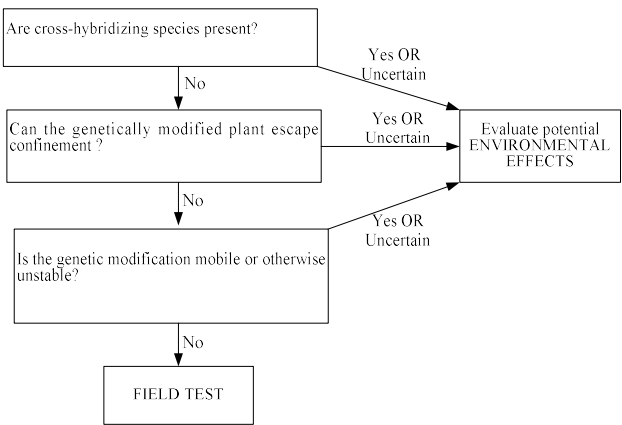 Are cross-hybridizing species present?
Yes OR
Uncertain
No
Can the genetically modified plant escape
confinement ?
Yes OR
Uncertain
Evaluate potential
ENVIRONMENTAL
EFFECTS
No
Is the genetic modification mobile or otherwise
unstable?
Yes OR
Uncertain
No
FIELD TEST